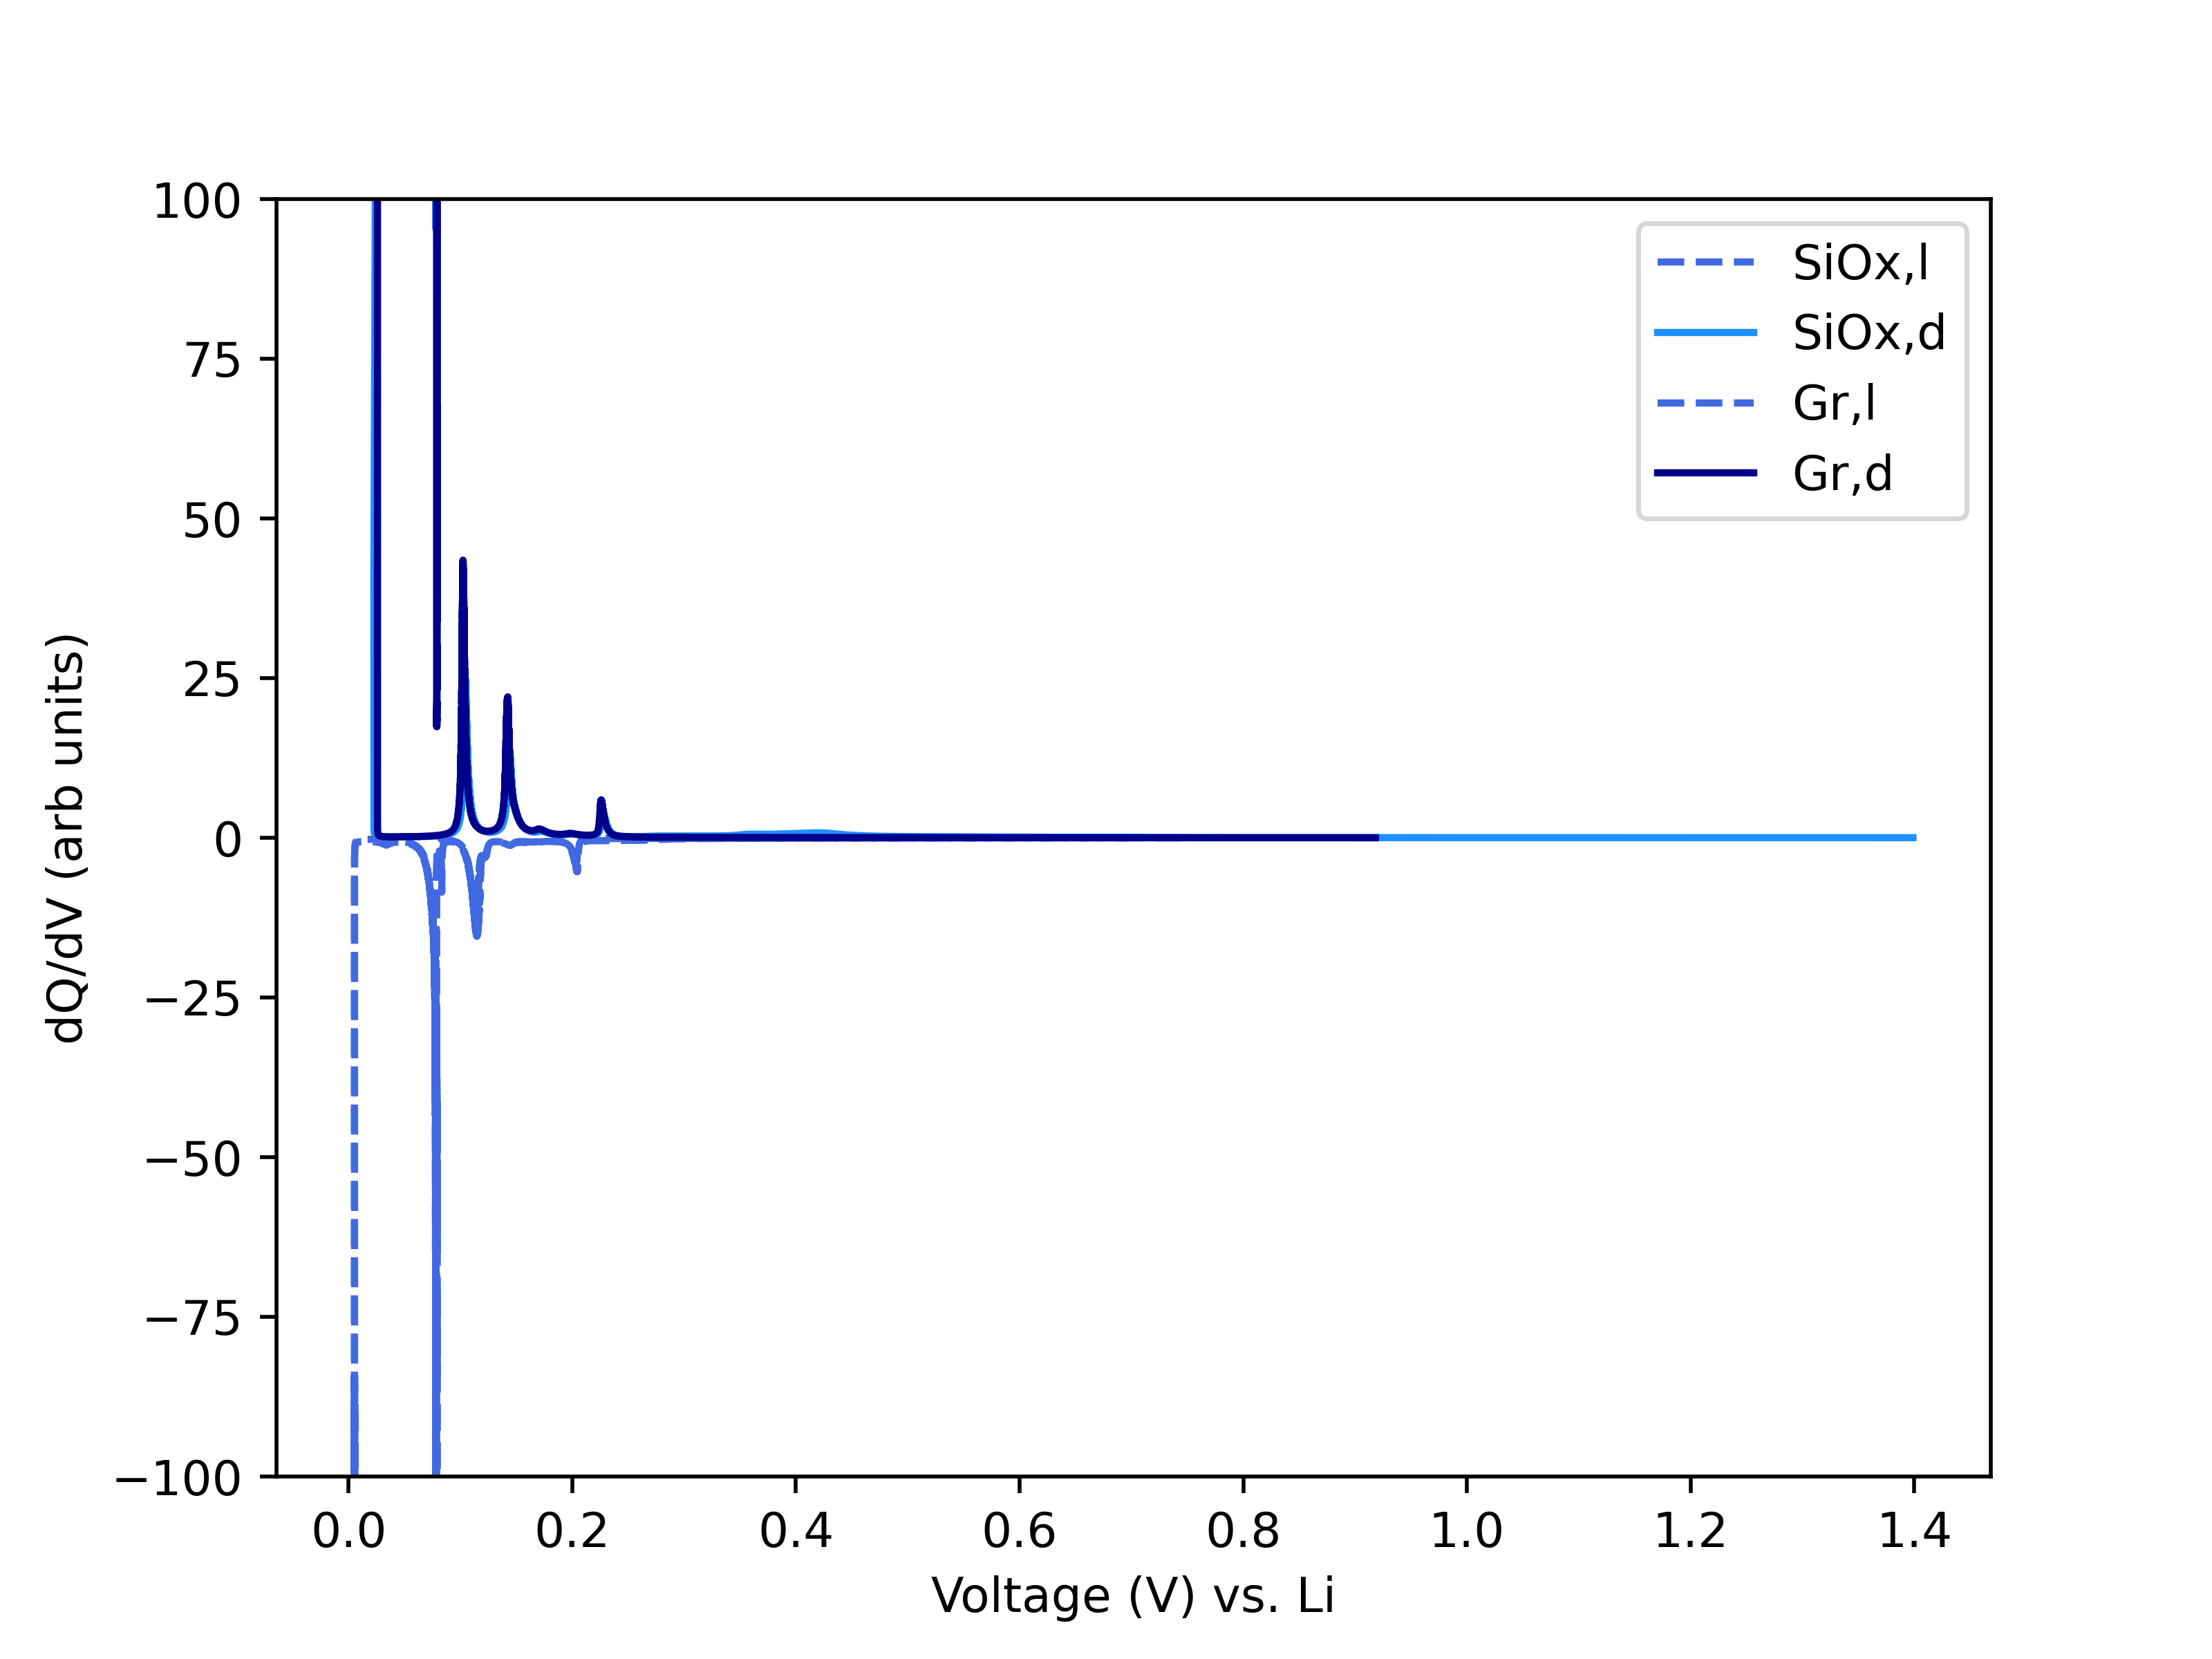 100
75
50
25
0
−25
−50
−75
−100
dQ/dV (arb units)
SiOx,l
SiOx,d
Gr,l
Gr,d
0.0 0.2 0.4 0.6 0.8 1.0 1.2 1.4
Voltage (V) vs. Li